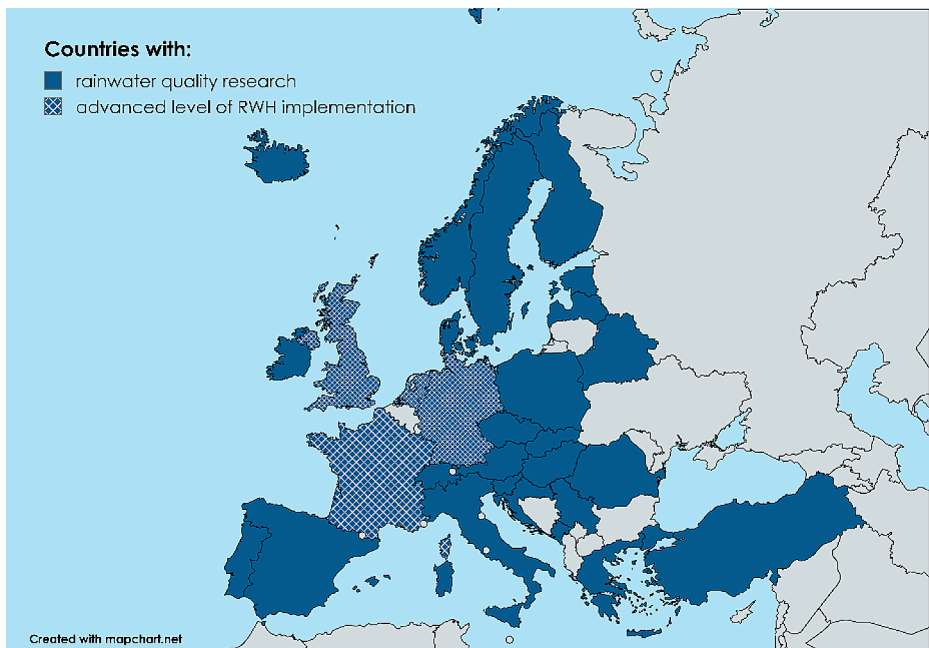 Countries with:
rainwater quality research
advanced level of RWH implementation
Created with mapchart.net